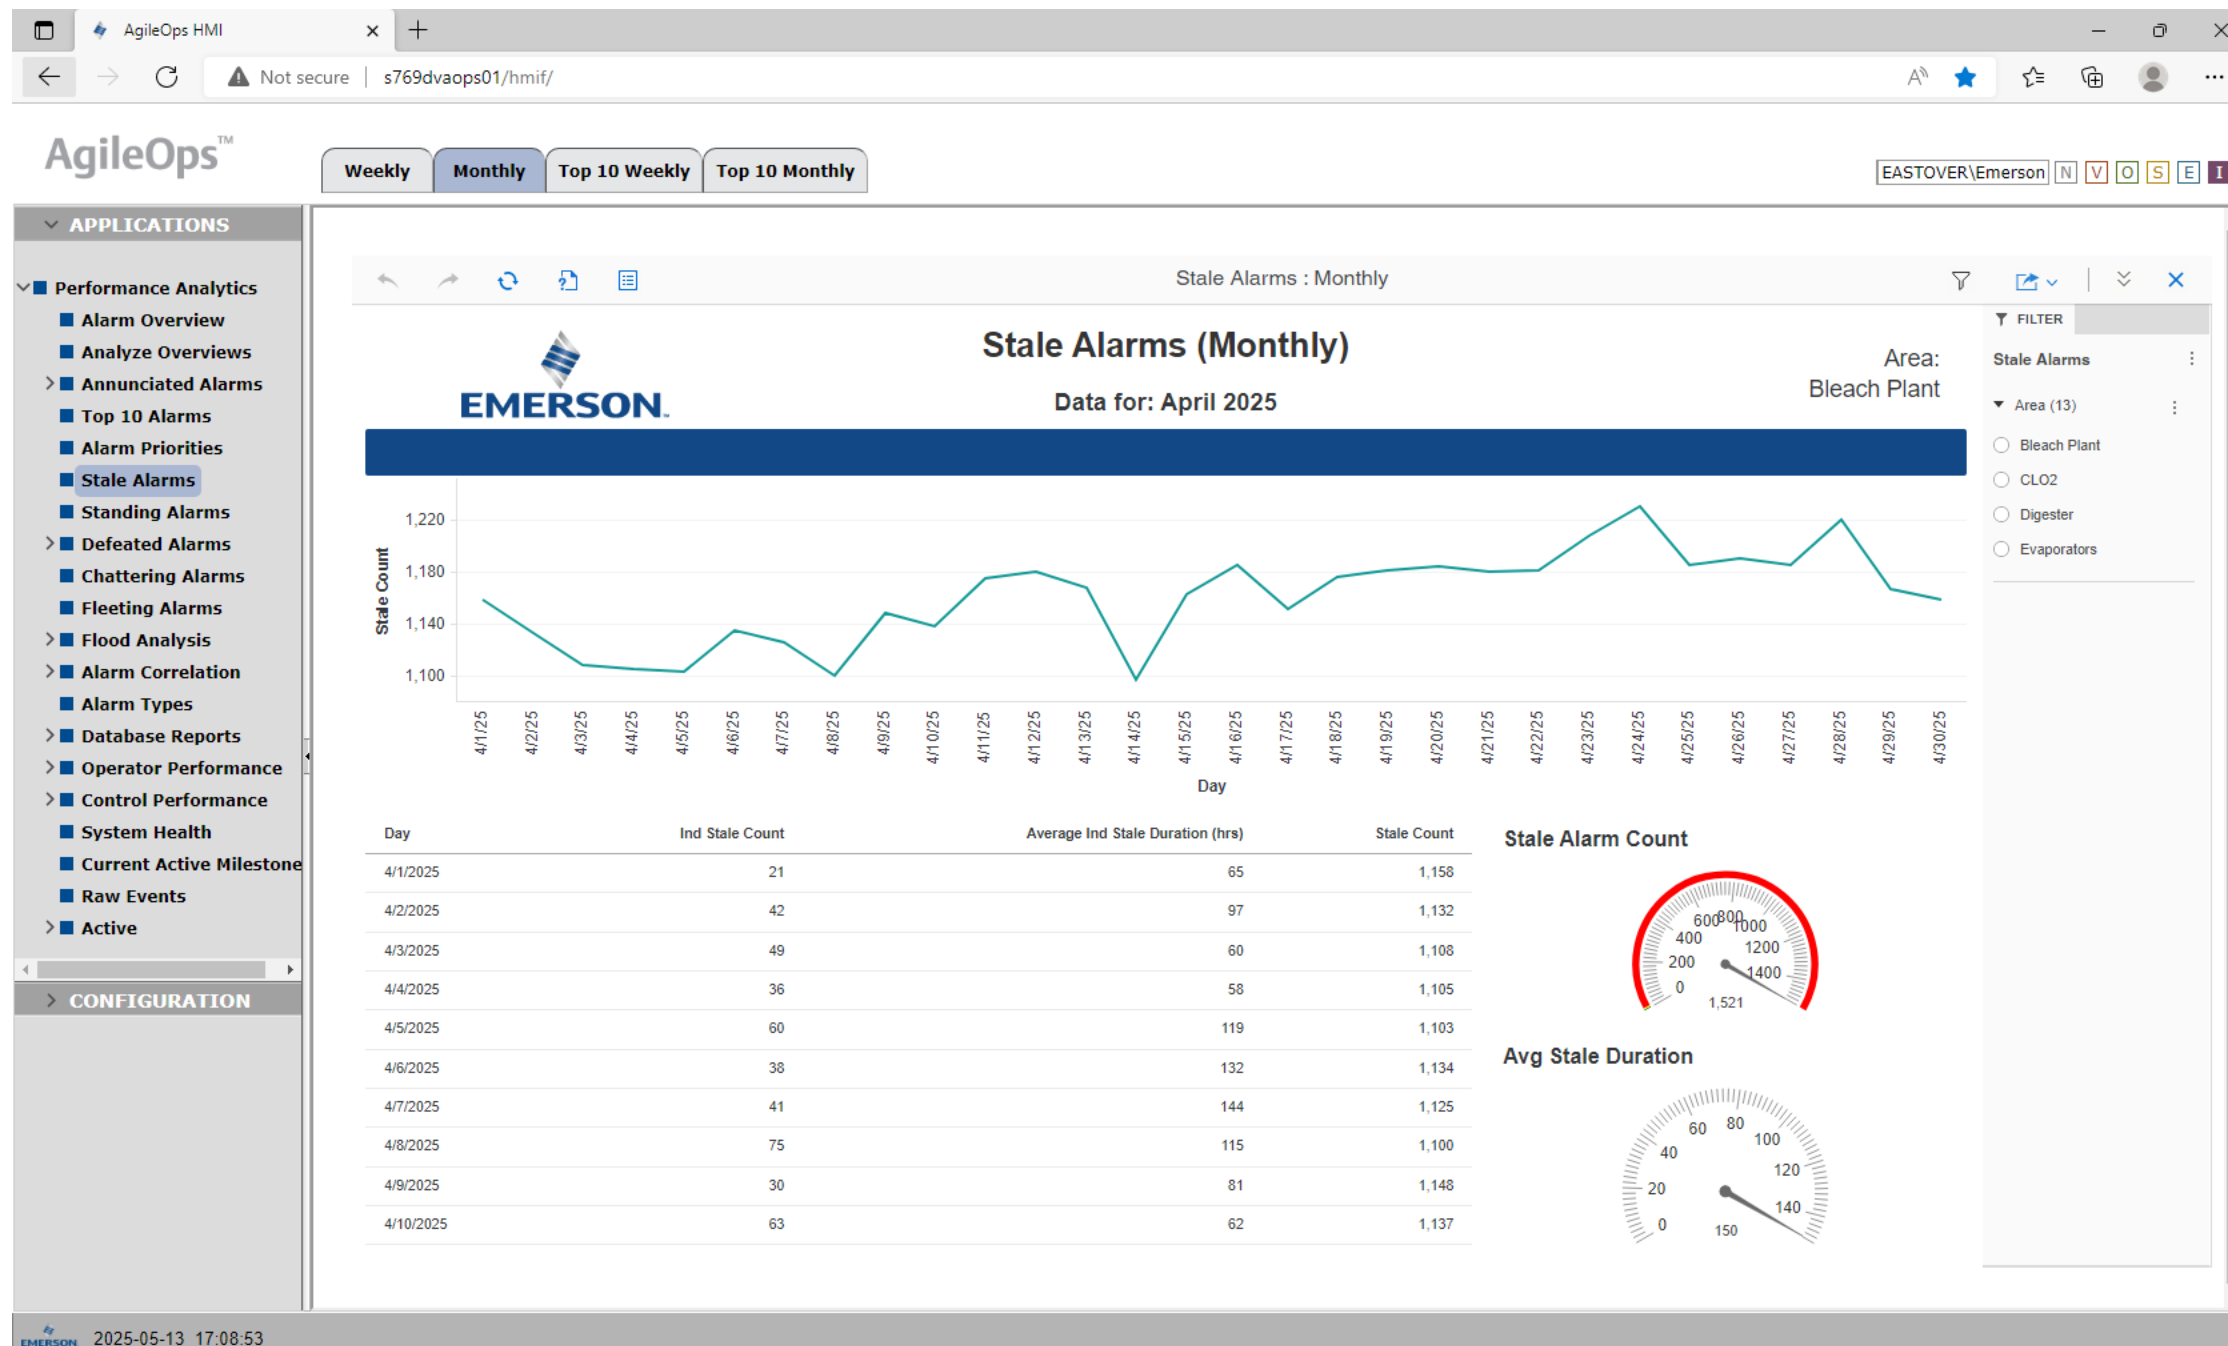 AgileOps HMI
Not secure s769dvaops01/hmif/
AgileOps™
Weekly Monthly Top 10 Weekly Top 10 Monthly
EASTOVER\Emerson N V O S E I
APPLICATIONS
Performance Analytics
Alarm Overview
Analyze Overviews
Annunciated Alarms
Top 10 Alarms
Alarm Priorities
Stale Alarms
Standing Alarms
Defeated Alarms
Chattering Alarms
Fleeting Alarms
Flood Analysis
Alarm Correlation
Alarm Types
Database Reports
Operator Performance
Control Performance
System Health
Current Active Milestone
Raw Events
Active
CONFIGURATION
Stale Alarms : Monthly
EMERSON.
Stale Alarms (Monthly)
Data for: April 2025
Area:
Bleach Plant
FILTER
Stale Alarms
Area (13)
Bleach Plant
CLO2
Digester
Evaporators
Stale Count
1,220
1,180
1,140
1,100
4/1/25 4/2/25 4/3/25 4/4/25 4/5/25 4/6/25 4/7/25 4/8/25 4/9/25 4/10/25 4/11/25 4/12/25 4/13/25 4/14/25 4/15/25 4/16/25 4/17/25 4/18/25 4/19/25 4/20/25 4/21/25 4/22/25 4/23/25 4/24/25 4/25/25 4/26/25 4/27/25 4/28/25 4/29/25 4/30/25
Day
Day Ind Stale Count Average Ind Stale Duration (hrs) Stale Count
4/1/2025 21 65 1,158
4/2/2025 42 97 1,132
4/3/2025 49 60 1,108
4/4/2025 36 58 1,105
4/5/2025 60 119 1,103
4/6/2025 38 132 1,134
4/7/2025 41 144 1,125
4/8/2025 75 115 1,100
4/9/2025 30 81 1,148
4/10/2025 63 62 1,137
Stale Alarm Count
0 200 400 600 800 1000 1200 1400
1,521
Avg Stale Duration
0 20 40 60 80 100 120 140
150
EMERSON 2025-05-13 17:08:53